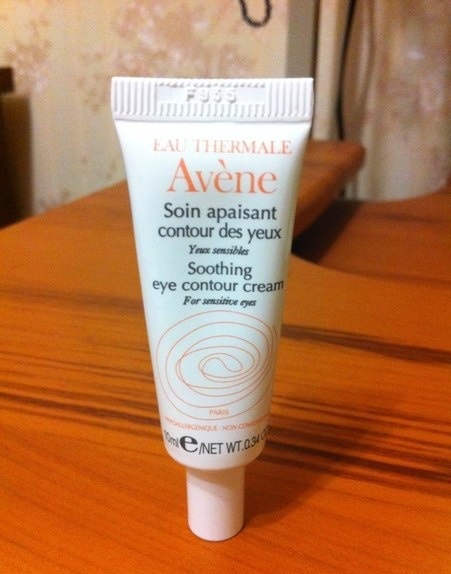 EAU THERMALE
Avène
Soin apaisant
contour des yeux
Yeux sensibles
Soothing
eye contour cream
For sensitive eyes
PARIS
10ml e/NET WT.0.34